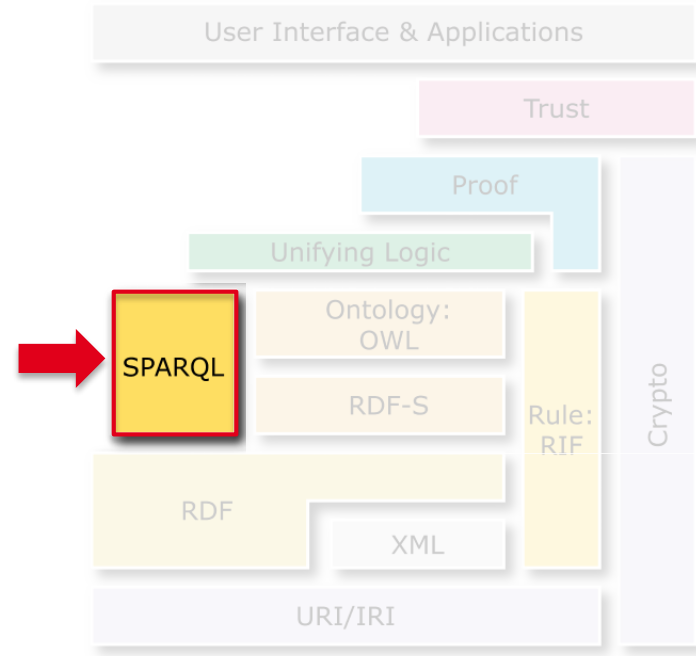 User Interface & Applications
Trust
Proof
Unifying Logic
Ontology:
OWL
SPARQL
RDF-S
Rule:
RIF
Crypto
RDF
XML
URI/IRI